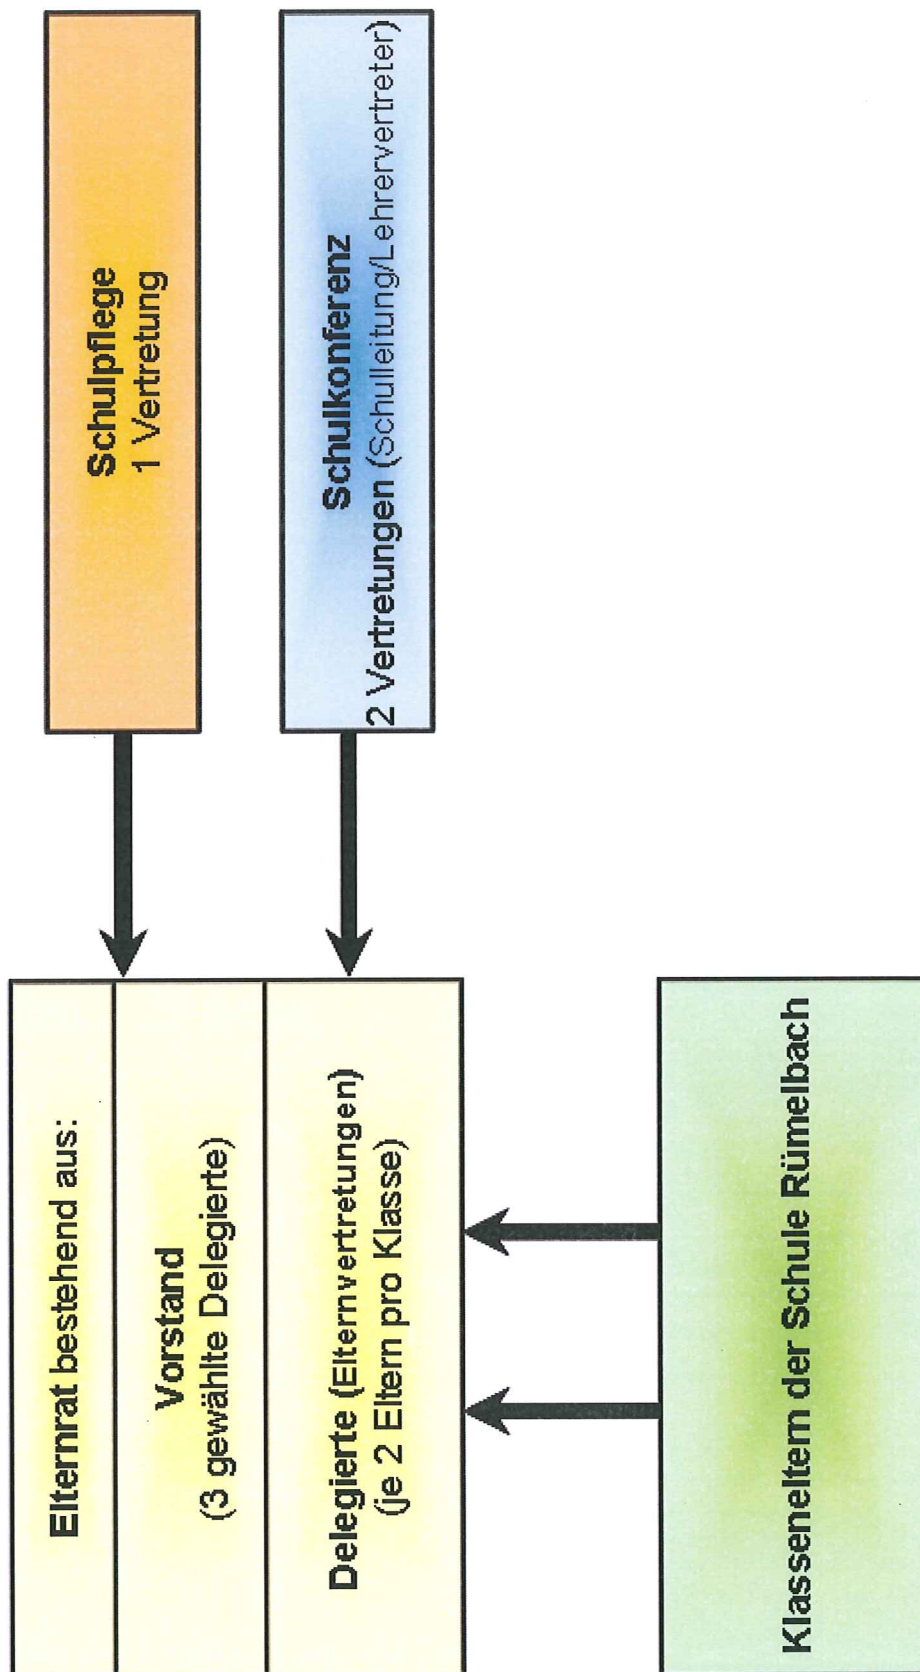 Elternrat bestehend aus:
Vorstand
(3 gewählte Delegierte)
Delegierte (Elternvertretungen)
(je 2 Eltern pro Klasse)
Schulpflege
1 Vertretung
Schulkonferenz
2 Vertretungen (Schulleitung/Lehrervertreter)
Klasseneltern der Schule Rümelbach